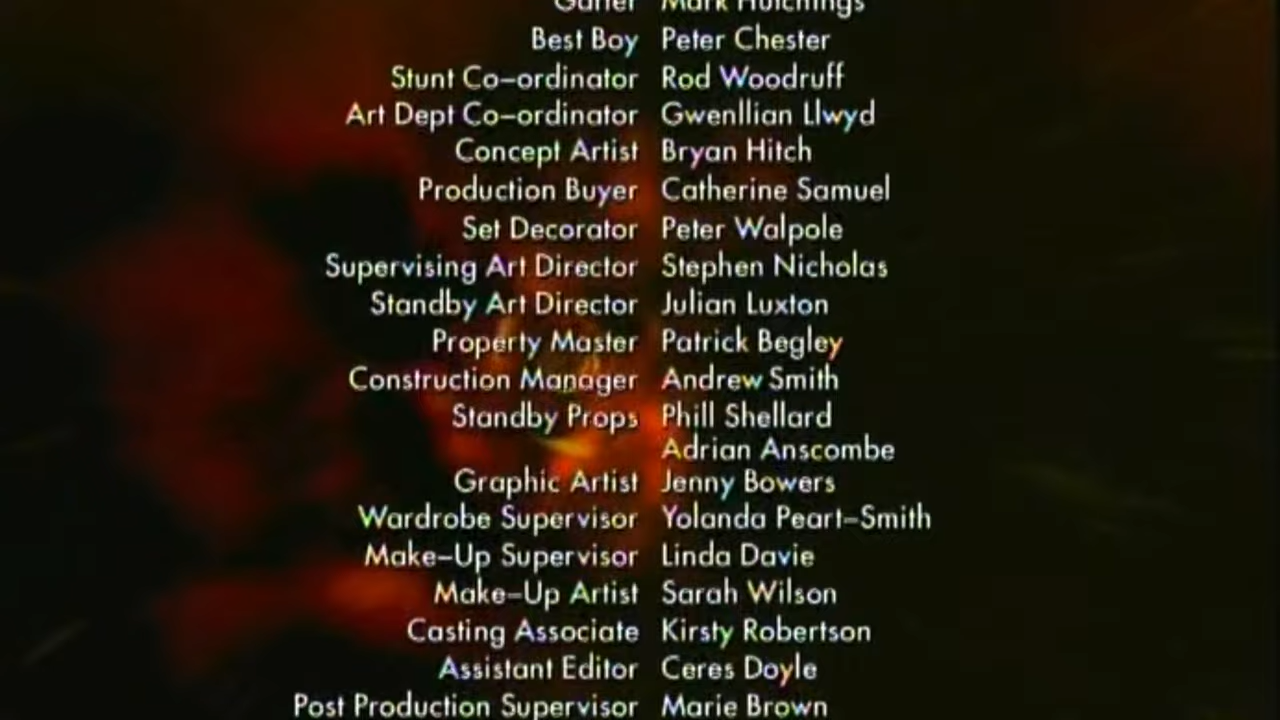 Gaffer Mark Hutchings
Best Boy Peter Chester
Stunt Co-ordinator Rod Woodruff
Art Dept Co-ordinator Gwenllian Llwyd
Concept Artist Bryan Hitch
Production Buyer Catherine Samuel
Set Decorator Peter Walpole
Supervising Art Director Stephen Nicholas
Standby Art Director Julian Luxton
Property Master Patrick Begley
Construction Manager Andrew Smith
Standby Props Phill Shellard
Adrian Anscombe
Graphic Artist Jenny Bowers
Wardrobe Supervisor Yolanda Peart-Smith
Make-Up Supervisor Linda Davie
Make-Up Artist Sarah Wilson
Casting Associate Kirsty Robertson
Assistant Editor Ceres Doyle
Post Production Supervisor Marie Brown